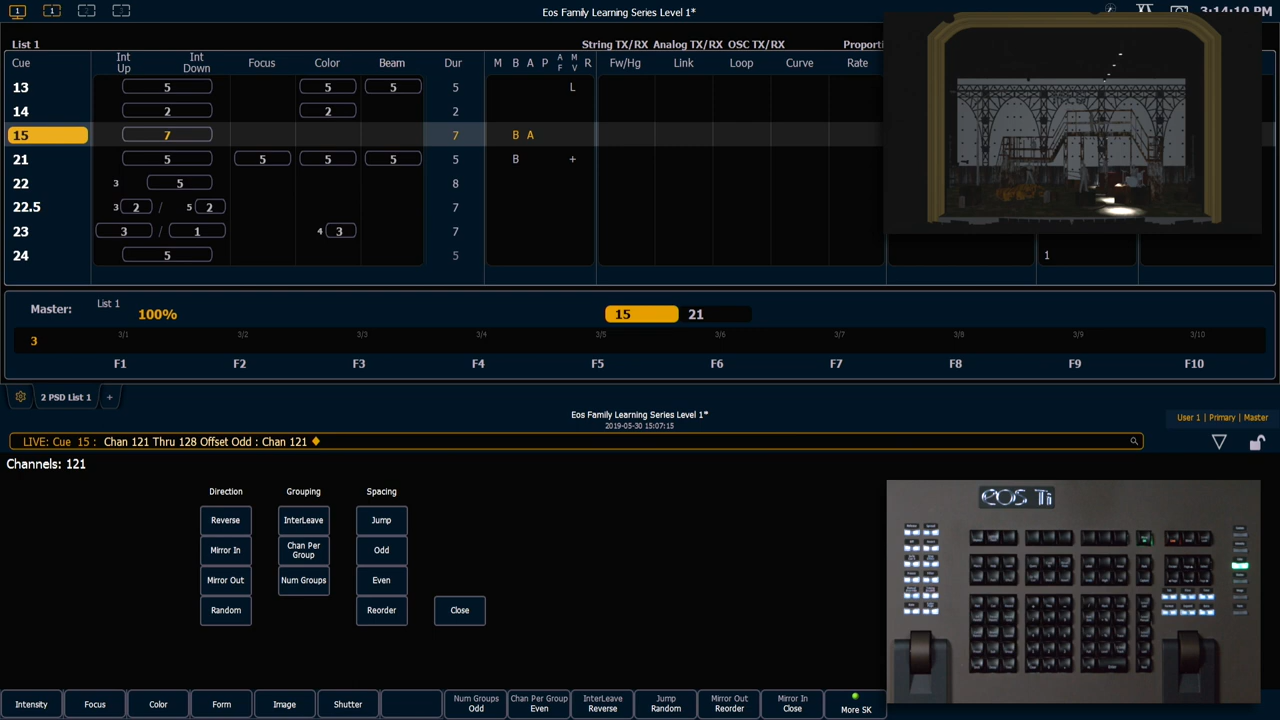 1 1 2 3 Eos Family Learning Series Level 1* 3:14:10 PM
List 1 String TX/RX Analog TX/RX OSC TX/RX Proporti
Cue Int Up Int Down Focus Color Beam Dur M B A P A F M V R Fw/Hg Link Loop Curve Rate
13 5 5 5 5 L
14 2 2 2
15 7 7 B A
21 5 5 5 5 5 B +
22 3 5 8
22.5 3 2 / 5 2 7
23 3 / 1 4 3 7
24 5 5 1
Master: List 1 100% 15 21
3 3/1 3/2 3/3 3/4 3/5 3/6 3/7 3/8 3/9 3/10
F1 F2 F3 F4 F5 F6 F7 F8 F9 F10
2 PSD List 1 +
Eos Family Learning Series Level 1*
2019-05-30 15:07:15
User 1 | Primary | Master
LIVE: Cue 15 : Chan 121 Thru 128 Offset Odd : Chan 121
Channels: 121
Direction Grouping Spacing
Reverse InterLeave Jump
Mirror In Chan Per Group Odd
Mirror Out Num Groups Even
Random Reorder Close
eos Ti
Intensity Focus Color Form Image Shutter
Num Groups Chan Per Group InterLeave Jump Mirror Out Mirror In
Odd Even Reverse Random Reorder Close More SK